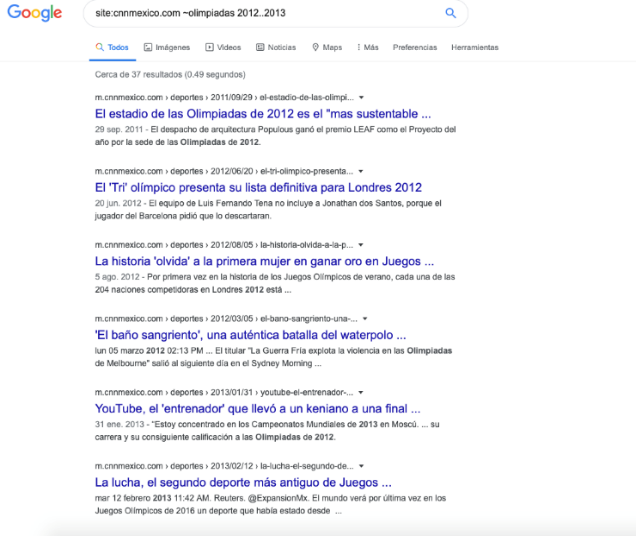 Google
site:cnnmexico.com ~olimpiadas 2012..2013
Todos Imágenes Videos Noticias Maps Más Preferencias Herramientas
Cerca de 37 resultados (0.49 segundos)
m.cnnmexico.com › deportes › 2011/09/29 › el-estadio-de-las-olimpi...
El estadio de las Olimpiadas de 2012 es el "mas sustentable ...
29 sep. 2011 - El despacho de arquitectura Populous ganó el premio LEAF como el Proyecto del
año por la sede de las Olimpiadas de 2012.
m.cnnmexico.com › deportes › 2012/06/20 › el-tri-olimpico-presenta...
El 'Tri' olímpico presenta su lista definitiva para Londres 2012
20 jun. 2012 - El equipo de Luis Fernando Tena no incluye a Jonathan dos Santos, porque el
jugador del Barcelona pidió que lo descartaran.
m.cnnmexico.com › deportes › 2012/08/05 › la-historia-olvida-a-la-p...
La historia 'olvida' a la primera mujer en ganar oro en Juegos ...
5 ago. 2012 - Por primera vez en la historia de los Juegos Olímpicos de verano, cada una de las
204 naciones competidoras en Londres 2012 está ...
m.cnnmexico.com › deportes › 2012/03/05 › el-bano-sangriento-una-...
'El baño sangriento', una auténtica batalla del waterpolo ...
lun 05 marzo 2012 02:13 PM ... El titular "La Guerra Fría explota la violencia en las Olimpiadas
de Melbourne" salió al siguiente día en el Sydney Morning ...
m.cnnmexico.com › deportes › 2013/01/31 › youtube-el-entrenador-...
YouTube, el 'entrenador' que llevó a un keniano a una final ...
31 ene. 2013 - "Estoy concentrado en los Campeonatos Mundiales de 2013 en Moscú. ... su
carrera y su consiguiente calificación a las Olimpiadas de 2012.
m.cnnmexico.com › deportes › 2013/02/12 › la-lucha-el-segundo-de...
La lucha, el segundo deporte más antiguo de Juegos ...
mar 12 febrero 2013 11:42 AM. Reuters. @ExpansionMx. El mundo verá por última vez en los
Juegos Olímpicos de 2016 un deporte que había estado desde ...